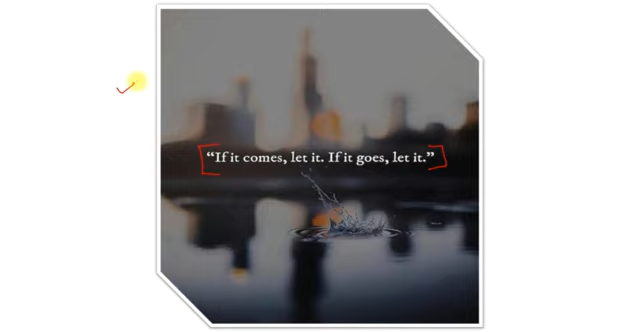 “If it comes, let it. If it goes, let it.”